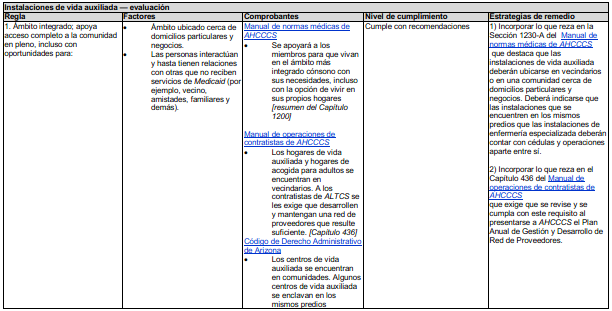 Instalaciones de vida auxiliada — evaluación
Regla
Factores
Comprobantes
Nivel de cumplimiento
Estrategias de remedio
1. Ámbito integrado; apoya
acceso completo a la comunidad
en pleno, incluso con
oportunidades para:
• Ámbito ubicado cerca de
domicilios particulares y
negocios.
• Las personas interactúan
y hasta tienen relaciones
con otras que no reciben
servicios de Medicaid (por
ejemplo, vecino,
amistades, familiares y
demás).
Manual de normas médicas de
AHCCCS
• Se apoyará a los
miembros para que vivan
en el ámbito más
integrado cónsono con
sus necesidades, incluso
con la opción de vivir en
sus propios hogares
[resumen del Capítulo
1200]
Manual de operaciones de
contratistas de AHCCCS
• Los hogares de vida
auxiliada y hogares de
acogida para adultos se
encuentran en
vecindarios. A los
contratistas de ALTCS se
les exige que desarrollen
y mantengan una red de
proveedores que resulte
suficiente. [Capítulo 436]
Código de Derecho Administrativo
de Arizona
• Los centros de vida
auxiliada se encuentran
en comunidades. Algunos
centros de vida auxiliada
se enclavan en los
mismos predios
Cumple con recomendaciones
1) Incorporar lo que reza en la
Sección 1230-A del Manual de
normas médicas de AHCCCS
que destaca que las
instalaciones de vida auxiliada
deberán ubicarse en vecindarios
o en una comunidad cerca de
domicilios particulares y
negocios. Deberá indicarse que
las instalaciones que se
encuentren en los mismos
predios que las instalaciones de
enfermería especializada deberán
contar con cédulas y operaciones
aparte entre sí.
2) Incorporar lo que reza en el
Capítulo 436 del Manual de
operaciones de contratistas de
AHCCCS
que exige que se revise y se
cumpla con este requisito al
presentarse a AHCCCS el Plan
Anual de Gestión y Desarrollo de
Red de Proveedores.